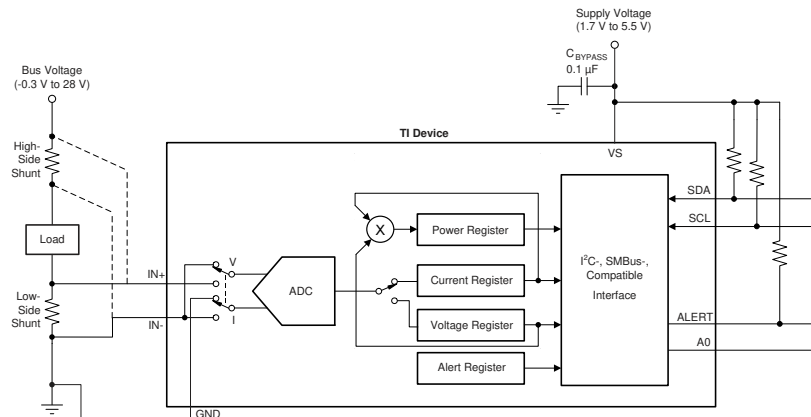 Supply Voltage
(1.7 V to 5.5 V)
C BYPASS
0.1 µF
Bus Voltage
(-0.3 V to 28 V)
TI Device
VS
High-
Side
Shunt
SDA
SCL
X
Power Register
Load
V
IN+
ADC
Current Register
I²C-, SMBus-,
Compatible
Interface
Low-
Side
Shunt
IN-
I
Voltage Register
ALERT
A0
Alert Register
GND